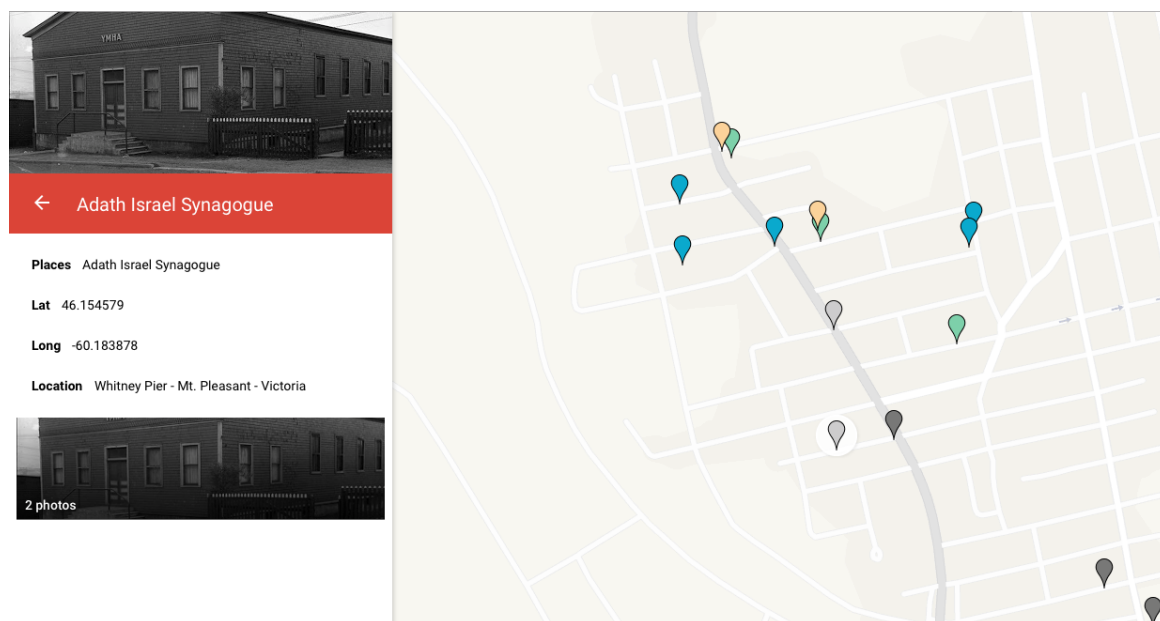 YMHA
Adath Israel Synagogue
Places Adath Israel Synagogue
Lat 46.154579
Long -60.183878
Location Whitney Pier - Mt. Pleasant - Victoria
2 photos